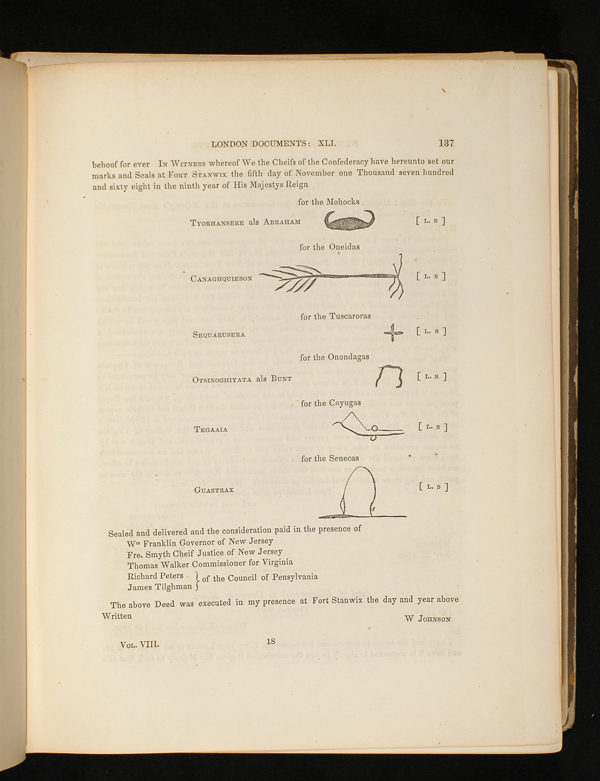 LONDON DOCUMENTS: XLI. 137
behoof for ever In Witness whereof We the Cheifs of the Confederacy have hereunto set our
marks and Seals at Fort Stanwix the fifth day of November one Thousand seven hundred
and sixty eight in the ninth year of His Majestys Reign
for the Mohocks
Tyorhansere als Abraham [ L. s ]
for the Oneidas
Canaghquieson [ L. s ]
for the Tuscaroras
Sequarusera [ L. s ]
for the Onondagas
Otsinoghiyata als Bunt [ L. s ]
for the Cayugas
Tegaaia [ L. s ]
for the Senecas
Guastrax [ L. s ]
Sealed and delivered and the consideration paid in the presence of
Wm Franklin Governor of New Jersey
Fre. Smyth Cheif Justice of New Jersey
Thomas Walker Commissioner for Virginia
Richard Peters } of the Council of Pensylvania
James Tilghman
The above Deed was executed in my presence at Fort Stanwix the day and year above
Written
W Johnson
Vol. VIII. 18